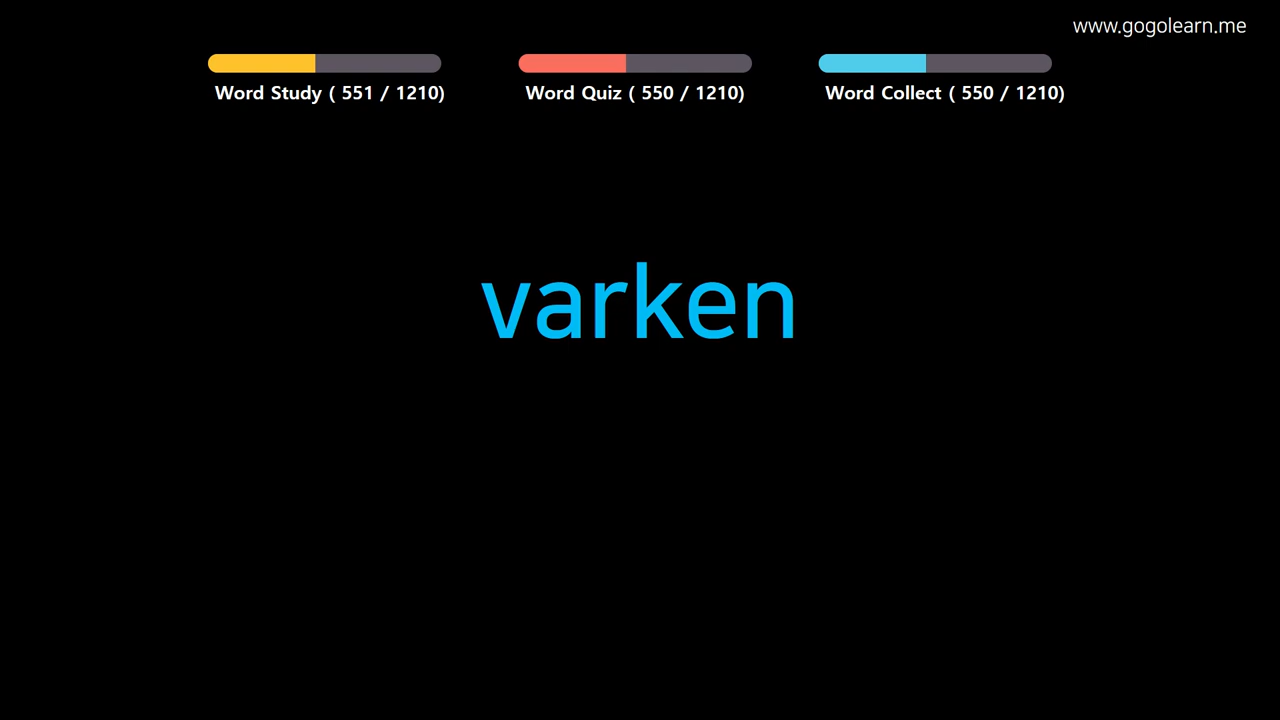 www.gogolearn.me
Word Study ( 551 / 1210)
Word Quiz ( 550 / 1210)
Word Collect ( 550 / 1210)
varken